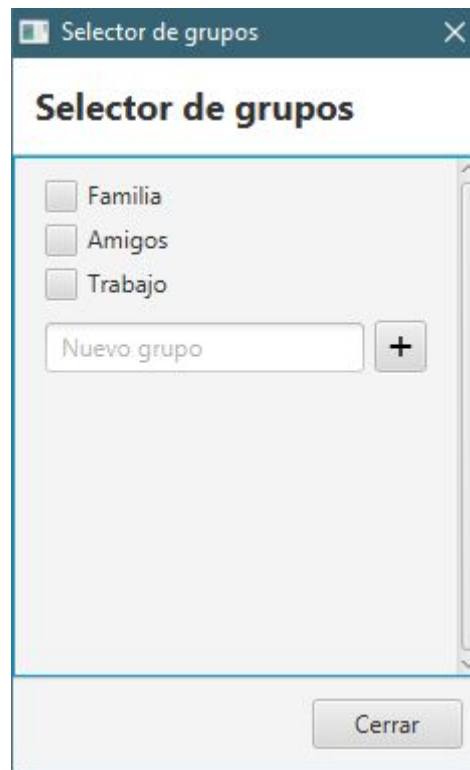 Selector de grupos
Selector de grupos
Familia
Amigos
Trabajo
Nuevo grupo +
Cerrar